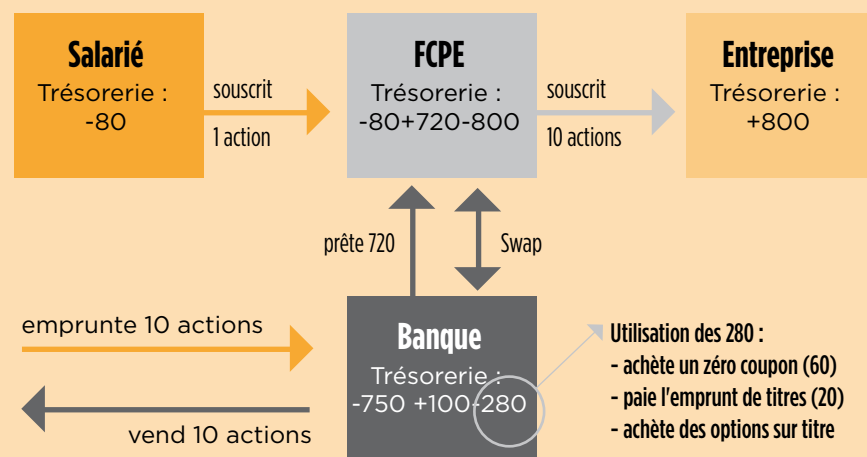 Salarié
Trésorerie :
-80
souscrit
1 action
FCPE
Trésorerie :
-80+720-800
souscrit
10 actions
Entreprise
Trésorerie :
+800
prête 720
Swap
emprunte 10 actions
vend 10 actions
Banque
Trésorerie :
-750 +100-280
Utilisation des 280 :
- achète un zéro coupon (60)
- paie l'emprunt de titres (20)
- achète des options sur titre